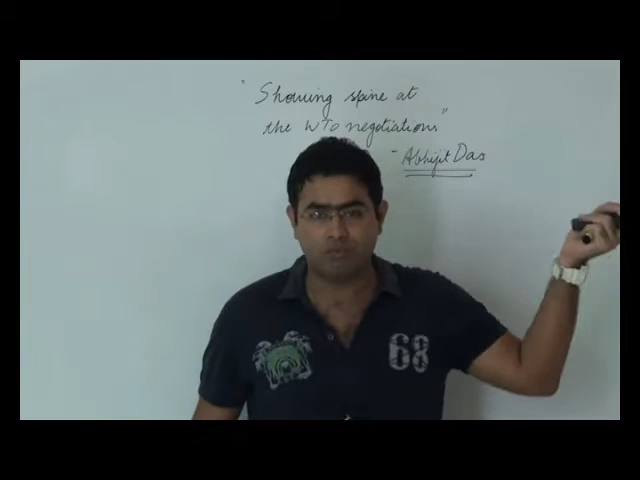 "Showing spine at
the WTO negotiations"
- Abhijit Das
68